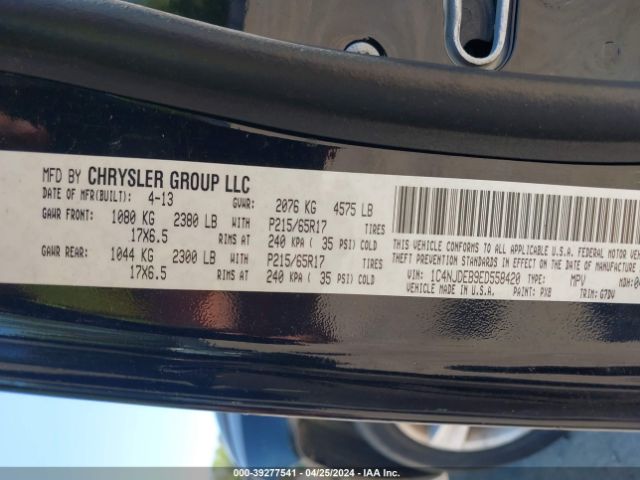 MFD BY CHRYSLER GROUP LLC
DATE OF MFR(BUILT): 4-13 GVWR: 2076 KG 4575 LB
GAWR FRONT: 1080 KG 2380 LB WITH P215/65R17 TIRES
17X6.5 RIMS AT 240 KPA ( 35 PSI) COLD
GAWR REAR: 1044 KG 2300 LB WITH P215/65R17 TIRES
17X6.5 RIMS AT 240 KPA ( 35 PSI) COLD
THIS VEHICLE CONFORMS TO ALL APPLICABLE U.S.A. FEDERAL MOTOR
THEFT PREVENTION STANDARDS IN EFFECT ON THE DATE OF MANUFACTURE
VIN: 1C4NJDEB9ED558420 TYPE: MPV MDH:
VEHICLE MADE IN U.S.A. PAINT: PXB TRIM: G7DV
000-39277541 - 04/25/2024 - IAA Inc.